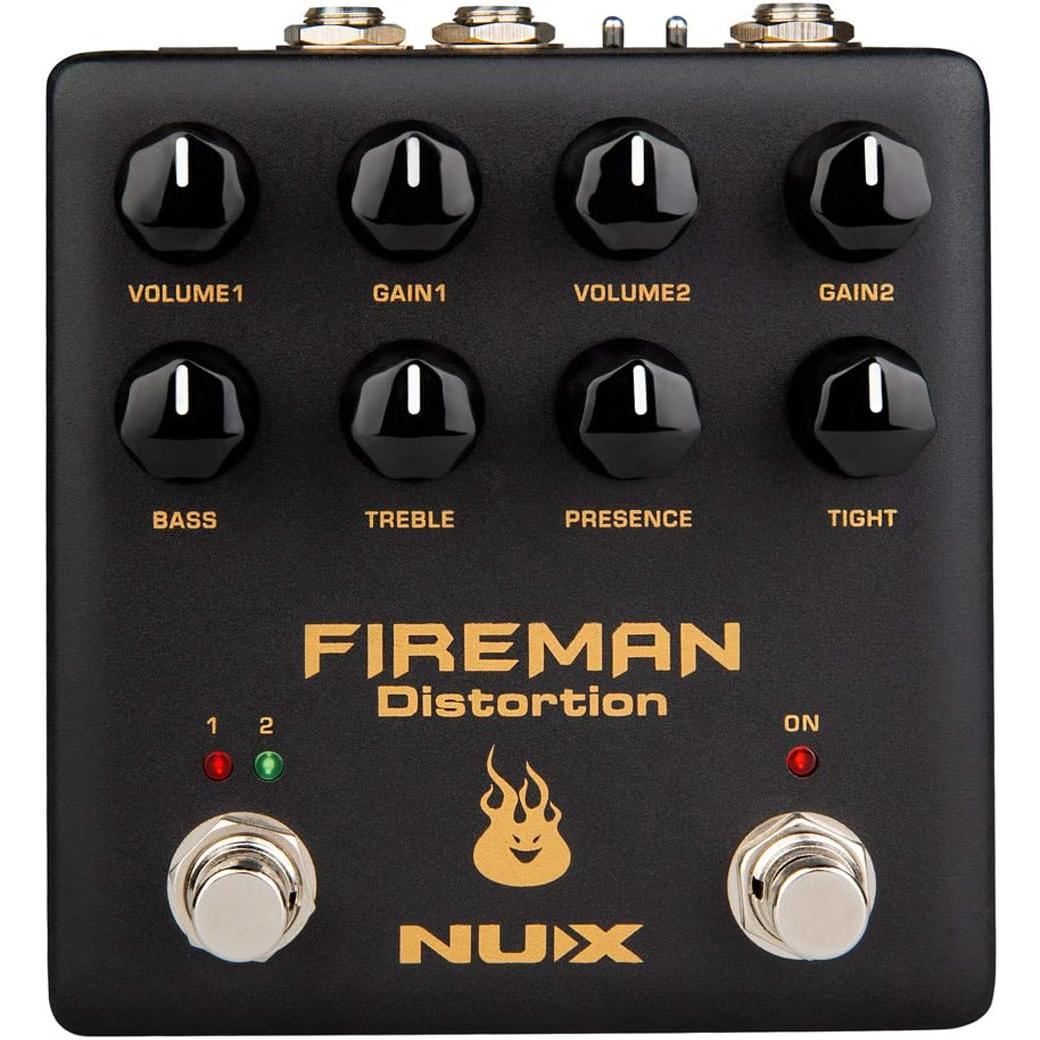 VOLUME1 GAIN1 VOLUME2 GAIN2
BASS TREBLE PRESENCE TIGHT
FIREMAN
Distortion
1 2 ON
NUX